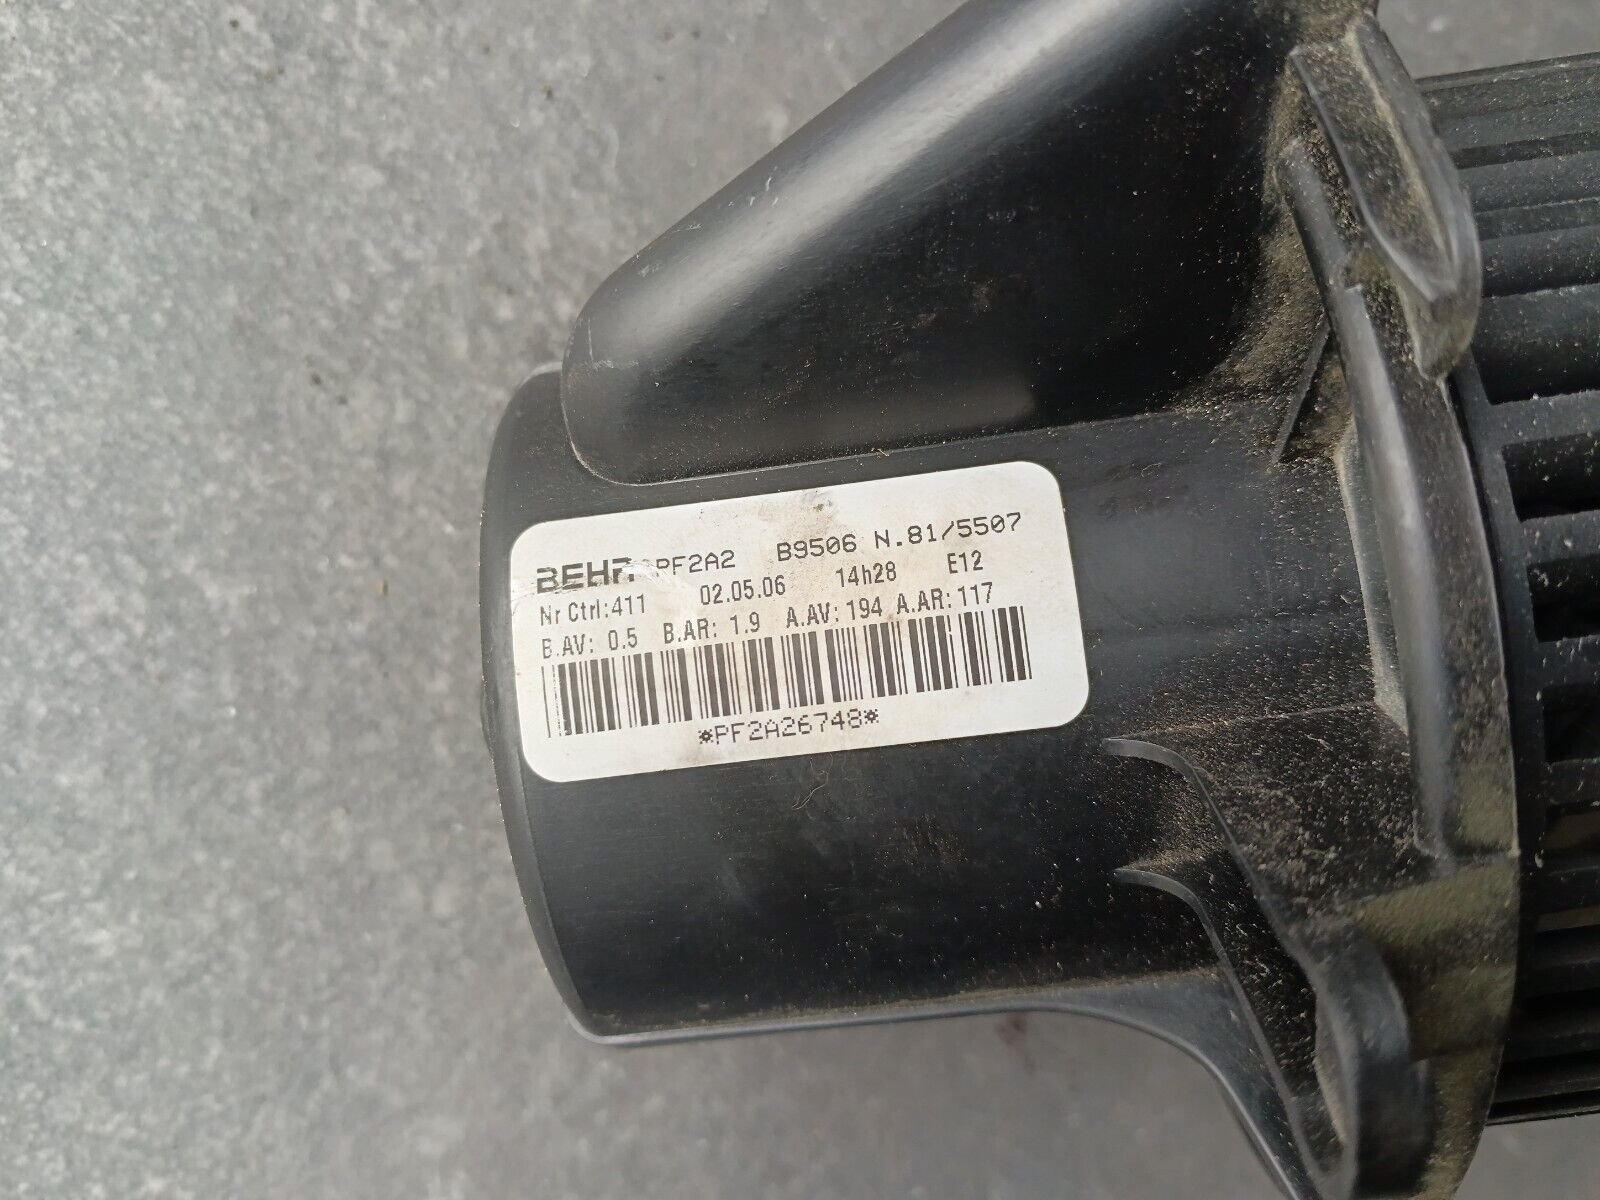 BEHR PF2A2 B9506 N.81/5507
Nr Ctrl:411 02.05.06 14h28 E12
B.AV: 0.5 B.AR: 1.9 A.AV: 194 A.AR: 117
*PF2A26748*